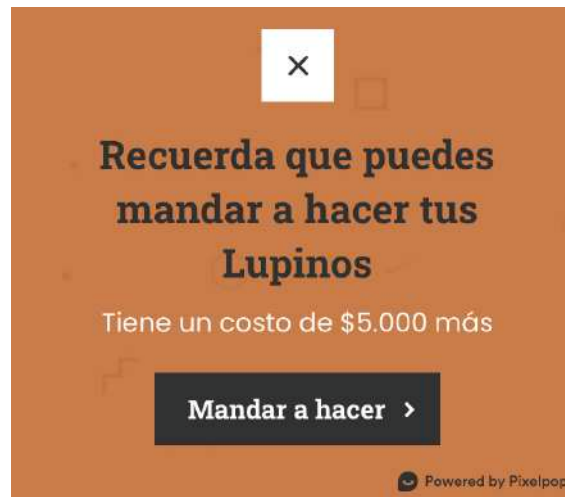 Recuerda que puedes
mandar a hacer tus
Lupinos
Tiene un costo de $5.000 más
Mandar a hacer
Powered by Pixelpop